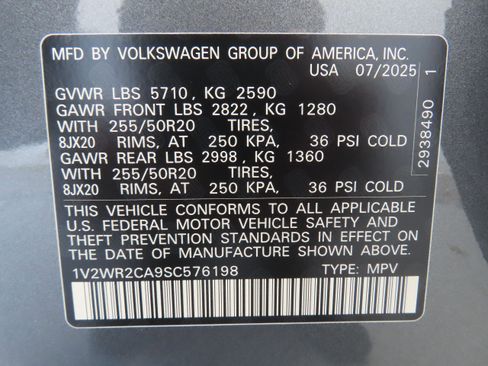 MFD BY VOLKSWAGEN GROUP OF AMERICA, INC.
USA 07/2025
GVWR LBS 5710, KG 2590
GAWR FRONT LBS 2822, KG 1280
WITH 255/50R20 TIRES,
8JX20 RIMS, AT 250 KPA, 36 PSI COLD
GAWR REAR LBS 2998, KG 1360
WITH 255/50R20 TIRES,
8JX20 RIMS, AT 250 KPA, 36 PSI COLD
THIS VEHICLE CONFORMS TO ALL APPLICABLE
U.S. FEDERAL MOTOR VEHICLE SAFETY AND
THEFT PREVENTION STANDARDS IN EFFECT ON
THE DATE OF MANUFACTURE SHOWN ABOVE.
1V2WR2CA9SC576198 TYPE: MPV
2938490 1